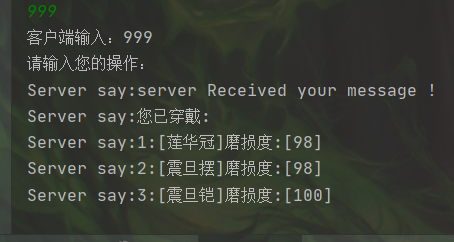 999
客户端输入：999
请输入您的操作：
Server say:server Received your message !
Server say:您已穿戴:
Server say:1:[莲华冠]磨损度:[98]
Server say:2:[震旦摆]磨损度:[98]
Server say:3:[震旦铠]磨损度:[100]